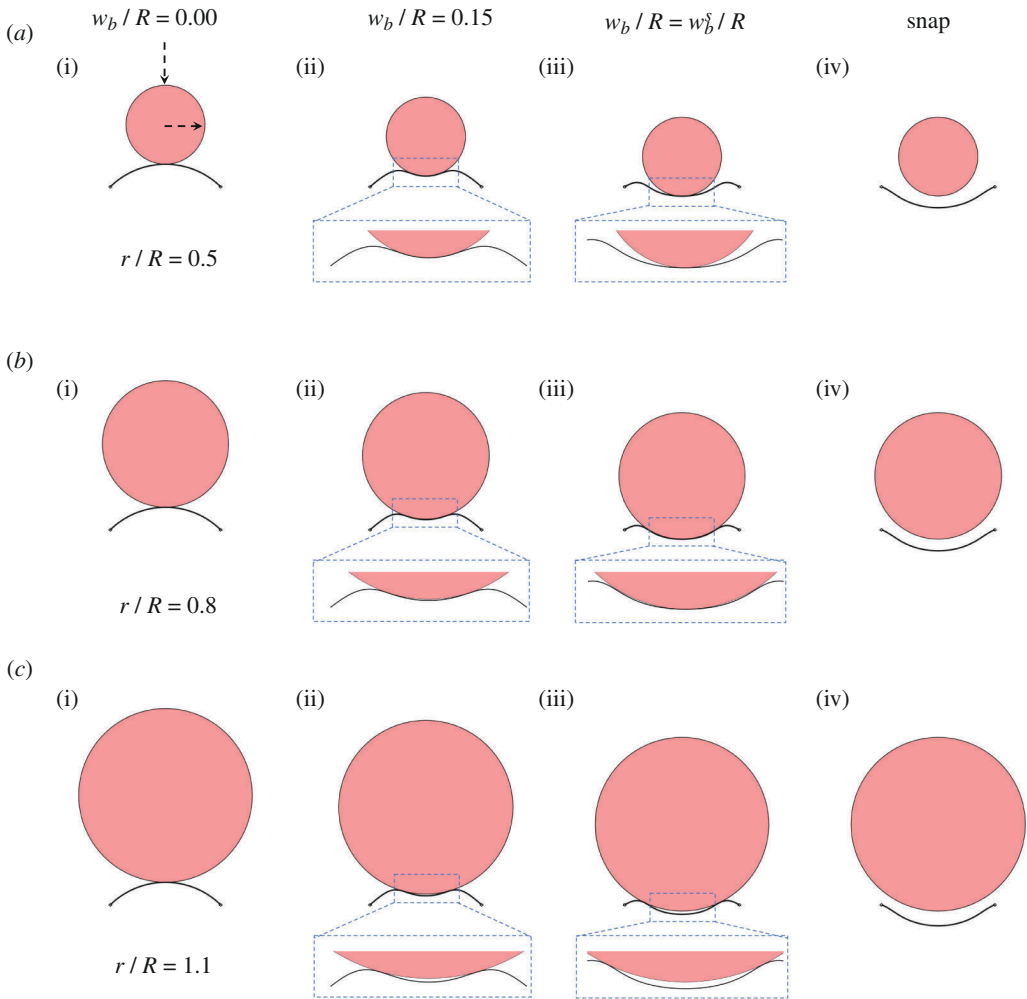 w_b / R = 0.00 w_b / R = 0.15 w_b / R = w_b^s / R snap
(a)
(i) (ii) (iii) (iv)
r / R = 0.5
(b)
(i) (ii) (iii) (iv)
r / R = 0.8
(c)
(i) (ii) (iii) (iv)
r / R = 1.1